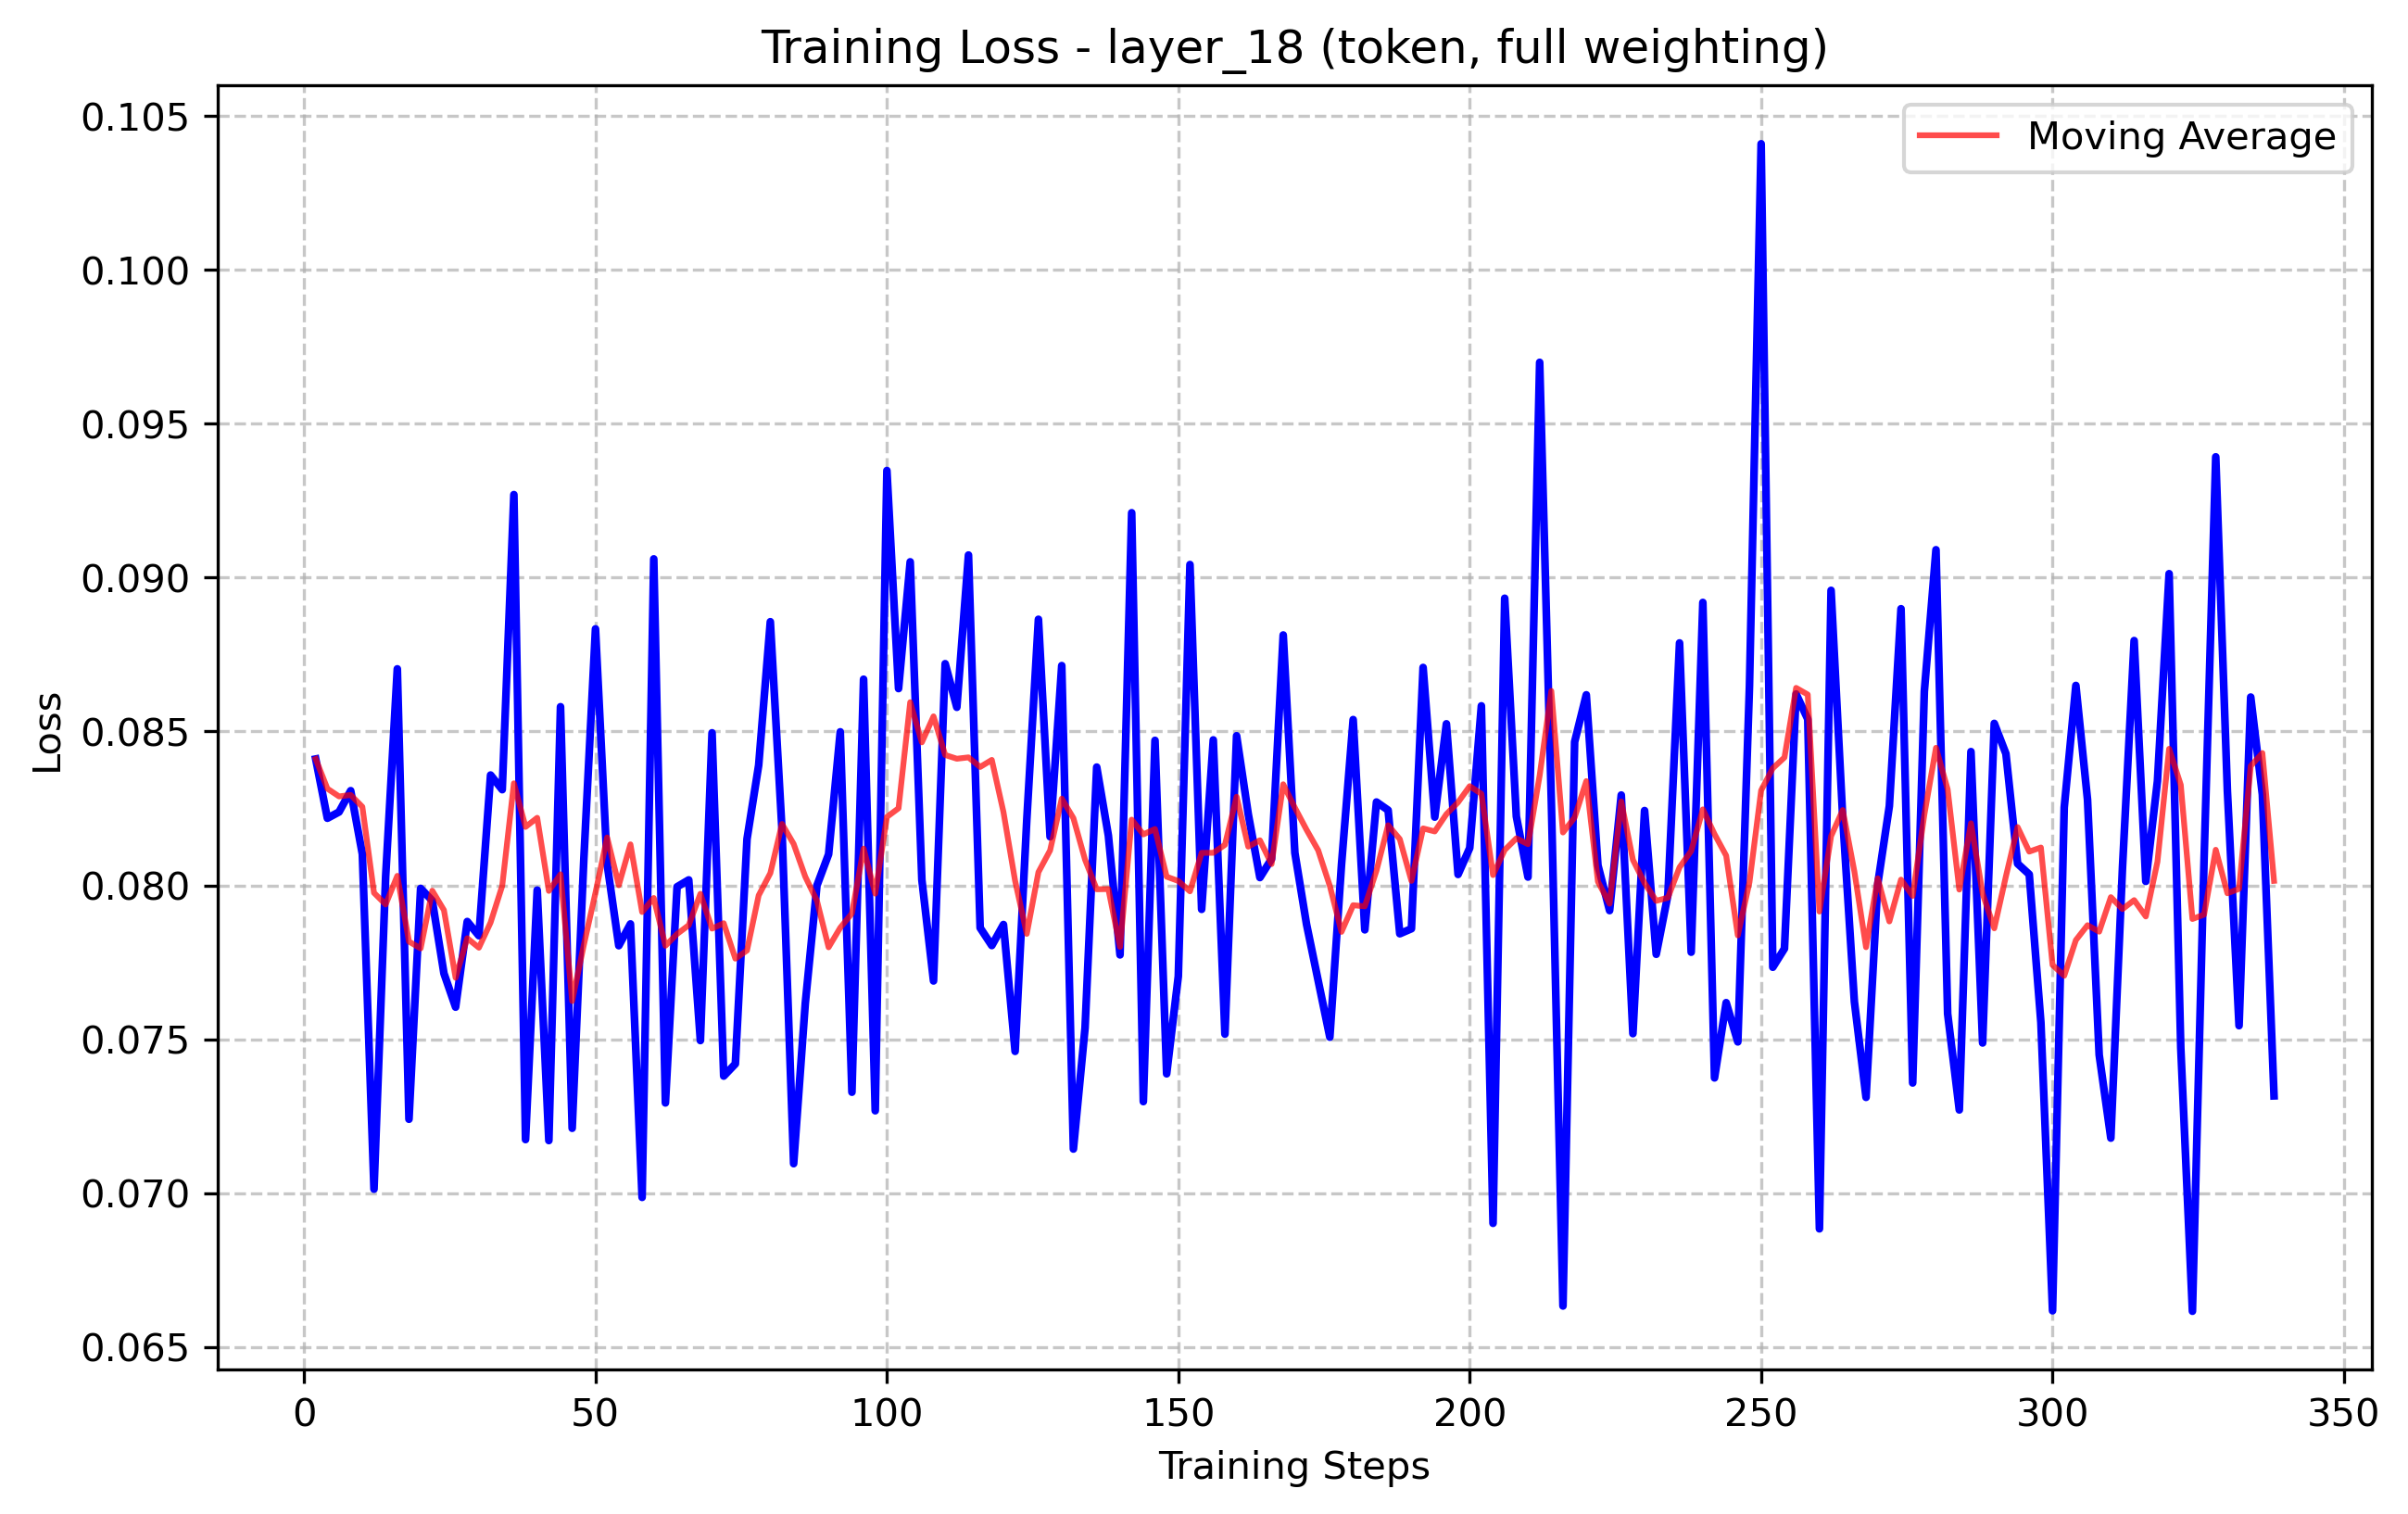 Training Loss - layer_18 (token, full weighting)
Moving Average
0.105
0.100
0.095
0.090
0.085
0.080
0.075
0.070
0.065
Loss
0 50 100 150 200 250 300 350
Training Steps